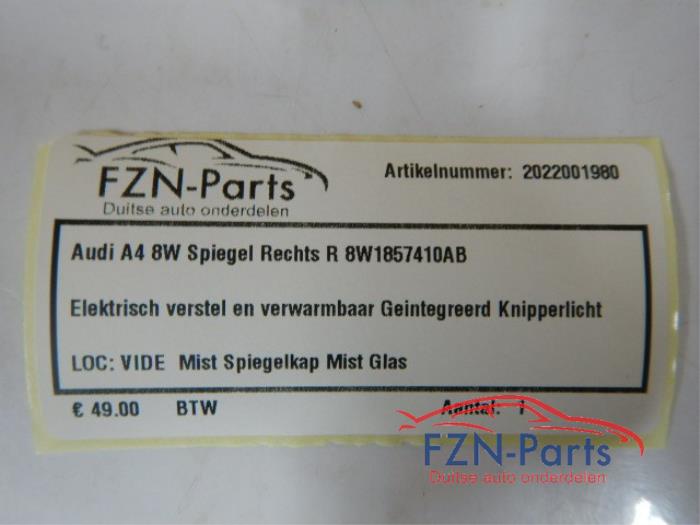 FZN-Parts
Duitse auto onderdelen
Artikelnummer: 2022001980
Audi A4 8W Spiegel Rechts R 8W1857410AB
Elektrisch verstel en verwarmbaar Geintegreerd Knipperlicht
LOC: VIDE Mist Spiegelkap Mist Glas
€ 49.00 BTW Aantal: 1
FZN-Parts
Duitse auto onderdelen